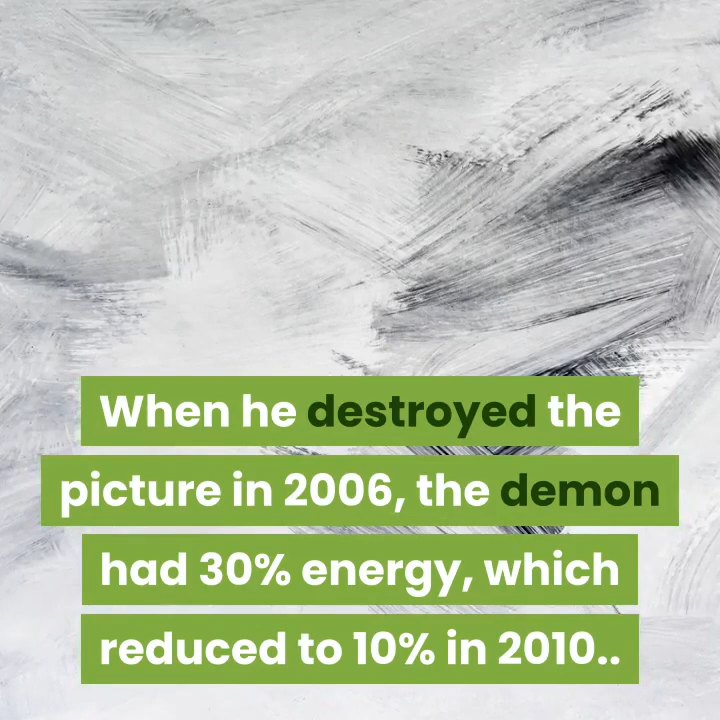 When he destroyed the
picture in 2006, the demon
had 30% energy, which
reduced to 10% in 2010..